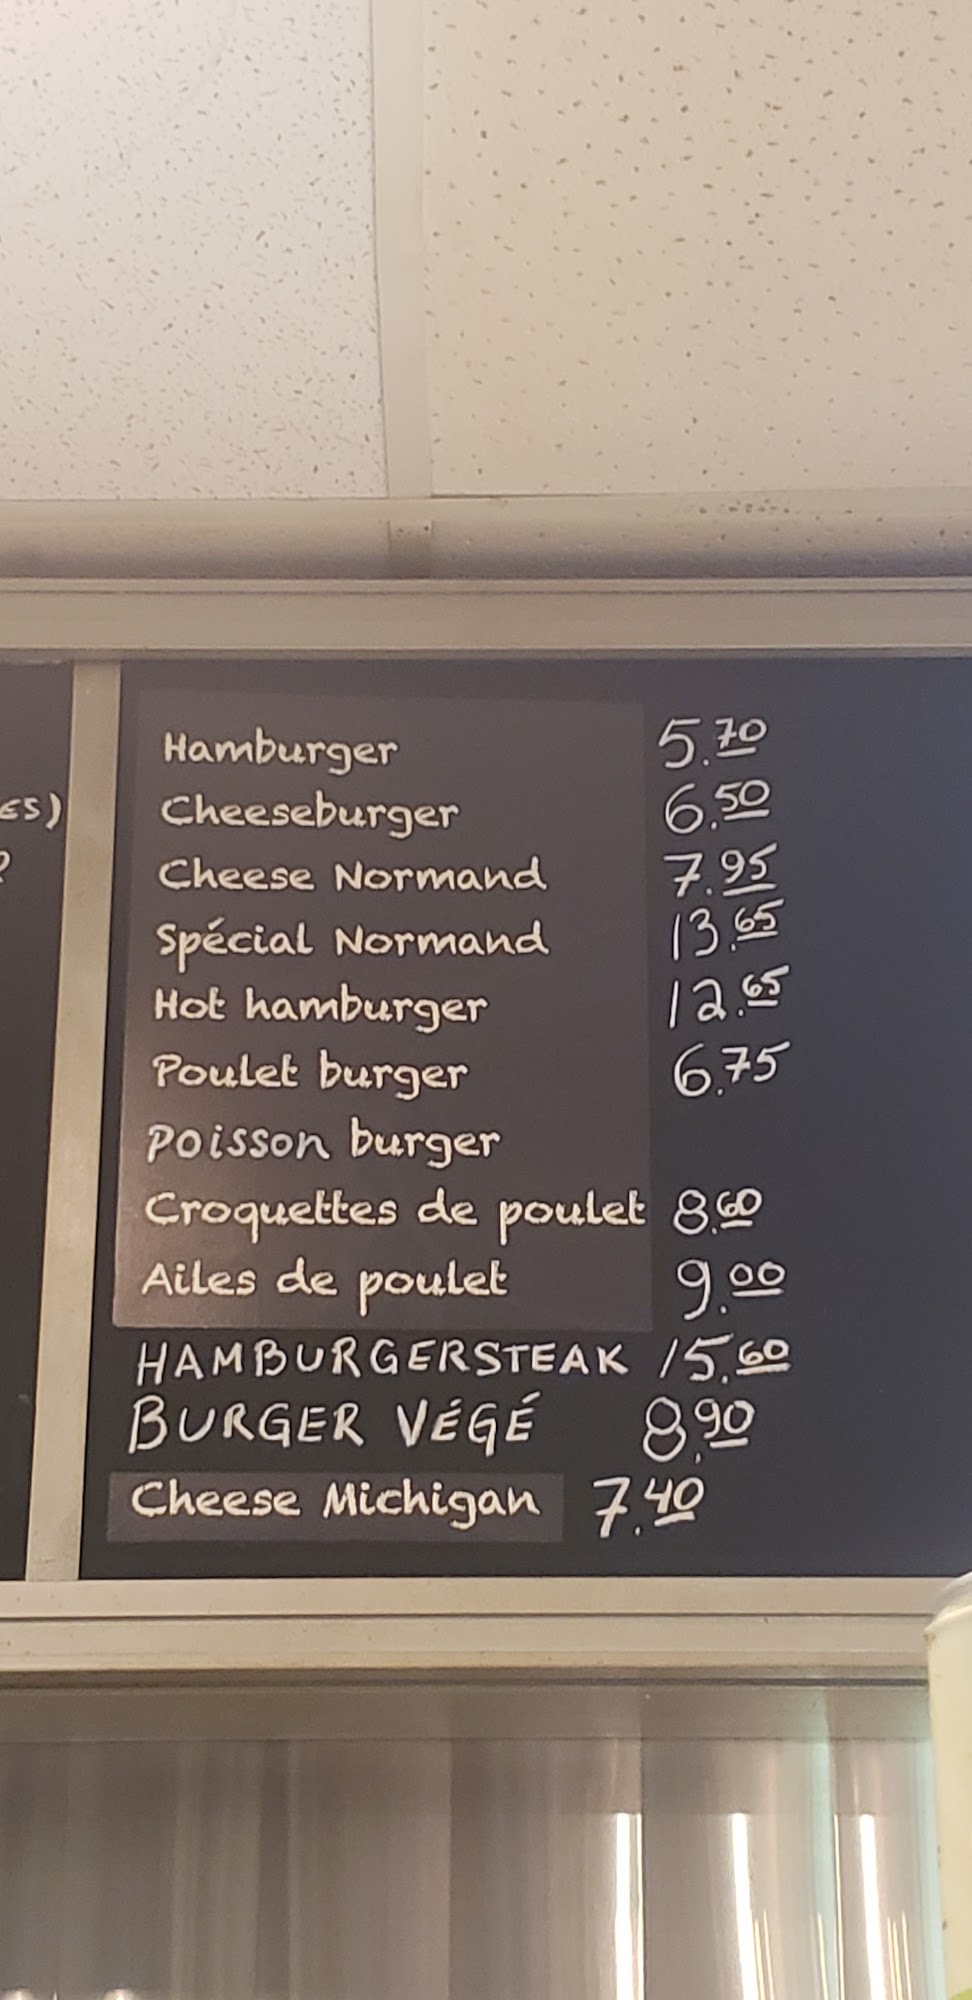 ES)
?
Hamburger 5.70
Cheeseburger 6.50
Cheese Normand 7.95
Spécial Normand 13.65
Hot hamburger 12.65
Poulet burger 6.75
Poisson burger
Croquettes de poulet 8.60
Ailes de poulet 9.00
HAMBURGERSTEAK 15.60
BURGER VÉGÉ 8.90
Cheese Michigan 7.40